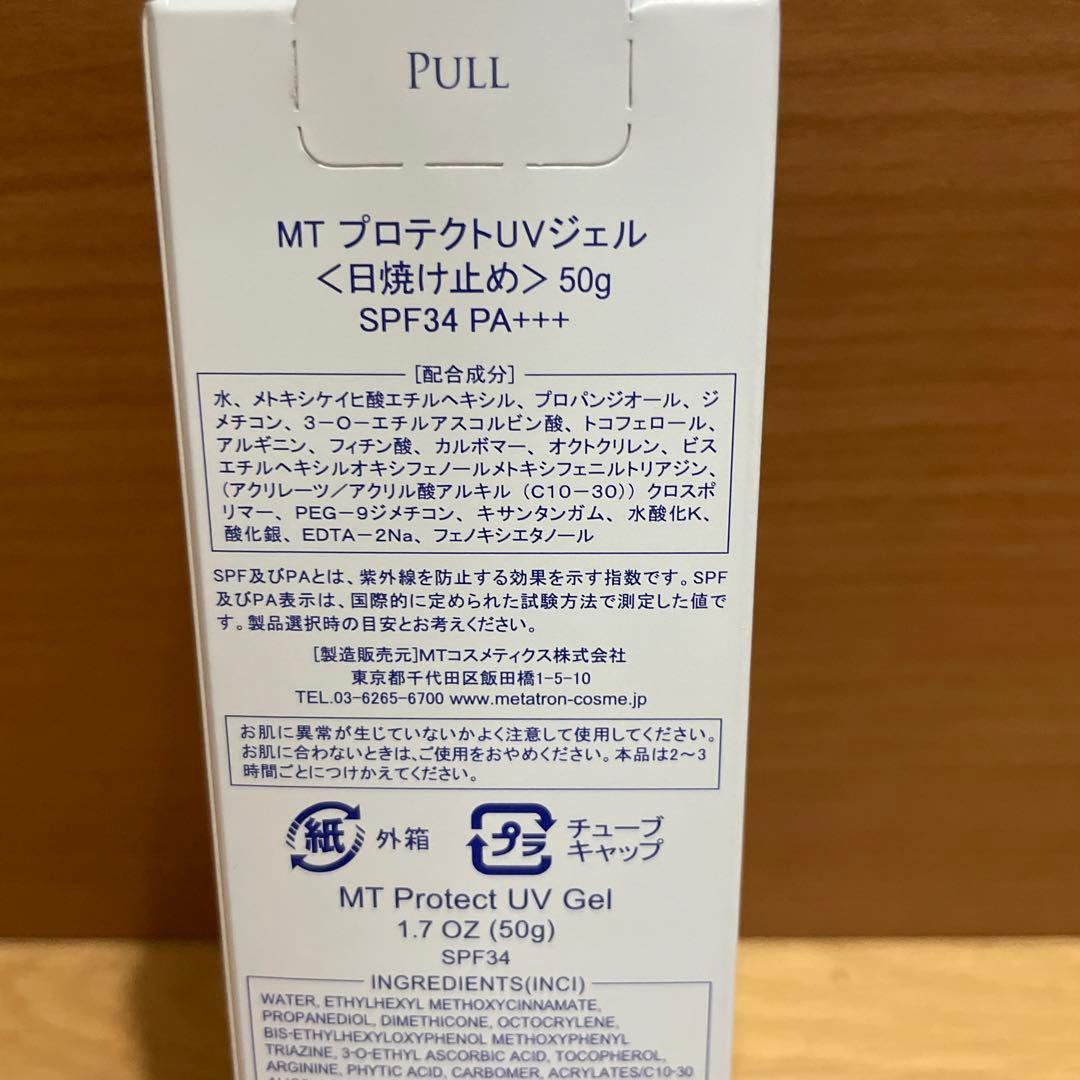 PULL
MT プロテクトUVジェル
＜日焼け止め＞ 50g
SPF34 PA+++
[配合成分]
水、メトキシケイヒ酸エチルヘキシル、プロパンジオール、ジ
メチコン、3－O－エチルアスコルビン酸、トコフェロール、
アルギニン、フィチン酸、カルボマー、オクトクリレン、ビス
エチルヘキシルオキシフェノールメトキシフェニルトリアジン、
（アクリレーツ／アクリル酸アルキル（C10－30））クロスポ
リマー、PEG－9ジメチコン、キサンタンガム、水酸化K、
酸化銀、EDTA－2Na、フェノキシエタノール
SPF及びPAとは、紫外線を防止する効果を示す指数です。SPF
及びPA表示は、国際的に定められた試験方法で測定した値で
す。製品選択時の目安とお考えください。
[製造販売元]MTコスメティクス株式会社
東京都千代田区飯田橋1-5-10
TEL.03-6265-6700 www.metatron-cosme.jp
お肌に異常が生じていないかよく注意して使用してください。
お肌に合わないときは、ご使用をおやめください。本品は2〜3
時間ごとにつけかえてください。
紙 外箱
プラ チューブ
キャップ
MT Protect UV Gel
1.7 OZ (50g)
SPF34
INGREDIENTS(INCI)
WATER, ETHYLHEXYL METHOXYCINNAMATE,
PROPANEDIOL, DIMETHICONE, OCTOCRYLENE,
BIS-ETHYLHEXYLOXYPHENOL METHOXYPHENYL
TRIAZINE, 3-O-ETHYL ASCORBIC ACID, TOCOPHEROL,
ARGININE, PHYTIC ACID, CARBOMER, ACRYLATES/C10-30